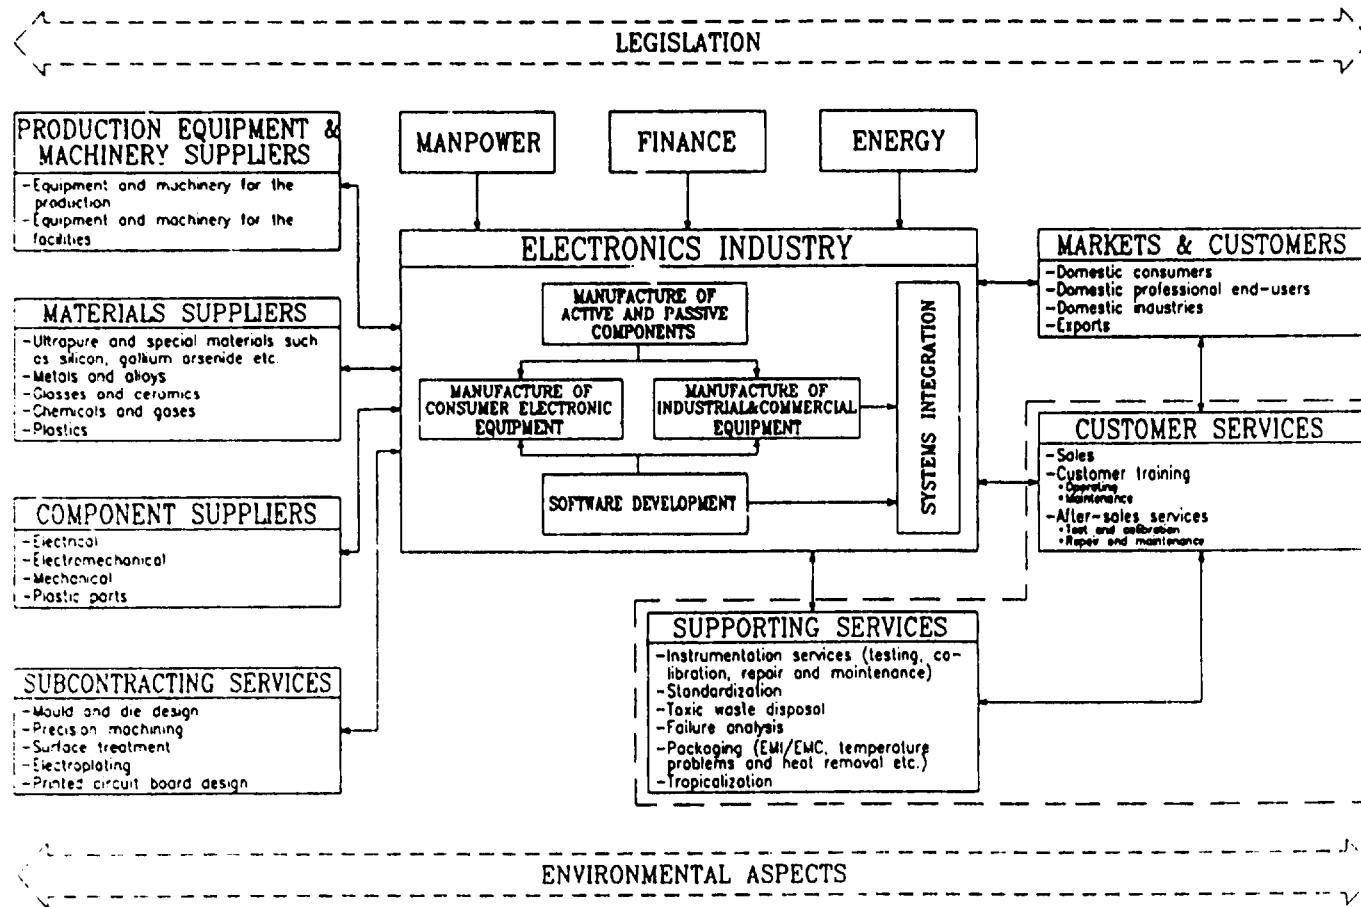 LEGISLATION
PRODUCTION EQUIPMENT &
MACHINERY SUPPLIERS
-Equipment and machinery for the
production
-Equipment and machinery for the
facilities
MANPOWER
FINANCE
ENERGY
MATERIALS SUPPLIERS
-Ultrapure and special materials such
as silicon, gallium arsenide etc.
-Metals and alloys
-Glasses and ceramics
-Chemicals and gases
-Plastics
COMPONENT SUPPLIERS
-Electrical
-Electromechanical
-Mechanical
-Plastic parts
SUBCONTRACTING SERVICES
-Mould and die design
-Precision machining
-Surface treatment
-Electroplating
-Printed circuit board design
ELECTRONICS INDUSTRY
MANUFACTURE OF
ACTIVE AND PASSIVE
COMPONENTS
MANUFACTURE OF
CONSUMER ELECTRONIC
EQUIPMENT
MANUFACTURE OF
INDUSTRIAL&COMMERCIAL
EQUIPMENT
SOFTWARE DEVELOPMENT
SYSTEMS INTEGRATION
MARKETS & CUSTOMERS
-Domestic consumers
-Domestic professional end-users
-Domestic industries
-Exports
CUSTOMER SERVICES
-Sales
-Customer training
•Operating
•Maintenance
-After-sales services
•Test and calibration
•Repair and maintenance
SUPPORTING SERVICES
-Instrumentation services (testing, ca-
libration, repair and maintenance)
-Standardization
-Toxic waste disposal
-Failure analysis
-Packaging (EMI/EMC, temperature
problems and heat removal etc.)
-Tropicalization
ENVIRONMENTAL ASPECTS